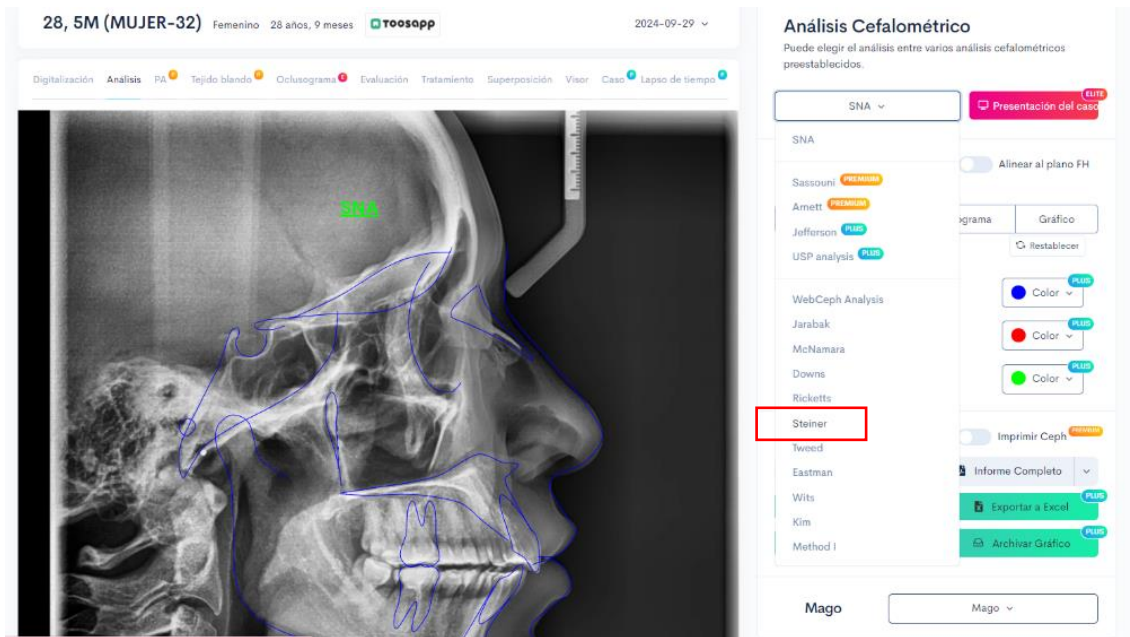 28, 5M (MUJER-32) Femenino 28 años, 9 meses TOOSAPP 2024-09-29
Digitalización Análisis PA P Tejido blando P Oclusograma E Evaluación Tratamiento Superposición Visor Caso P Lapso de tiempo P
SNA
Análisis Cefalométrico
Puede elegir el análisis entre varios análisis cefalométricos
preestablecidos.
SNA
ELITE
Presentación del caso
SNA
Sassouni PREMIUM
Arnett PREMIUM
Jefferson PLUS
USP analysis PLUS
WebCeph Analysis
Jarabak
McNamara
Downs
Ricketts
Steiner
Tweed
Eastman
Wits
Kim
Method I
Alinear al plano FH
ograma Gráfico
Restablecer
PLUS
Color
PLUS
Color
PLUS
Color
Imprimir Ceph PREMIUM
Informe Completo
PLUS
Exportar a Excel
PLUS
Archivar Gráfico
Mago Mago